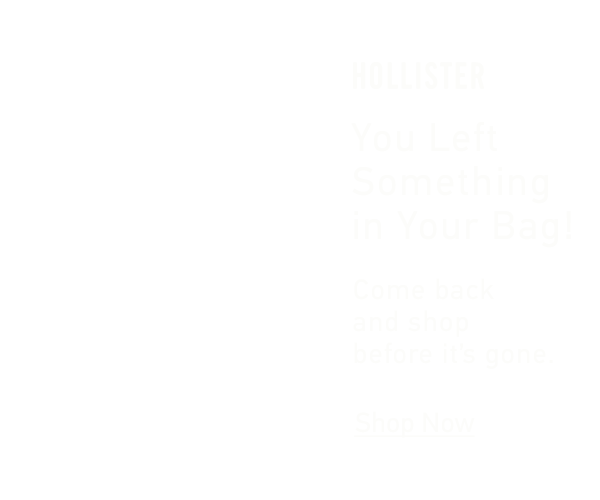 HOLLISTER
You Left
Something
in Your Bag!
Come back
and shop
before it's gone.
Shop Now